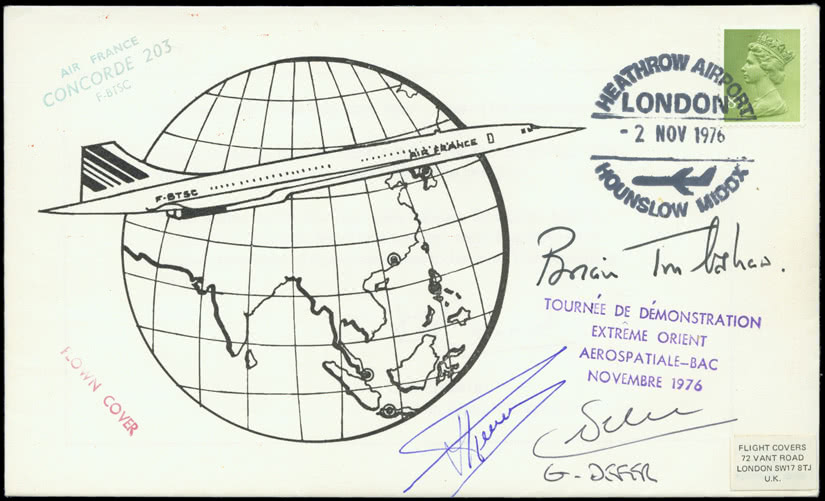 AIR FRANCE
CONCORDE 203
F-BTSC
HEATHROW AIRPORT
LONDON
- 2 NOV 1976
HOUNSLOW MIDDX
AIR FRANCE
F-BTSC
Brian Trubshaw.
TOURNÉE DE DÉMONSTRATION
EXTRÊME ORIENT
AEROSPATIALE-BAC
NOVEMBRE 1976
FLOWN COVER
G-DEFER
FLIGHT COVERS
72 VANT ROAD
LONDON SW17 8TJ
U.K.